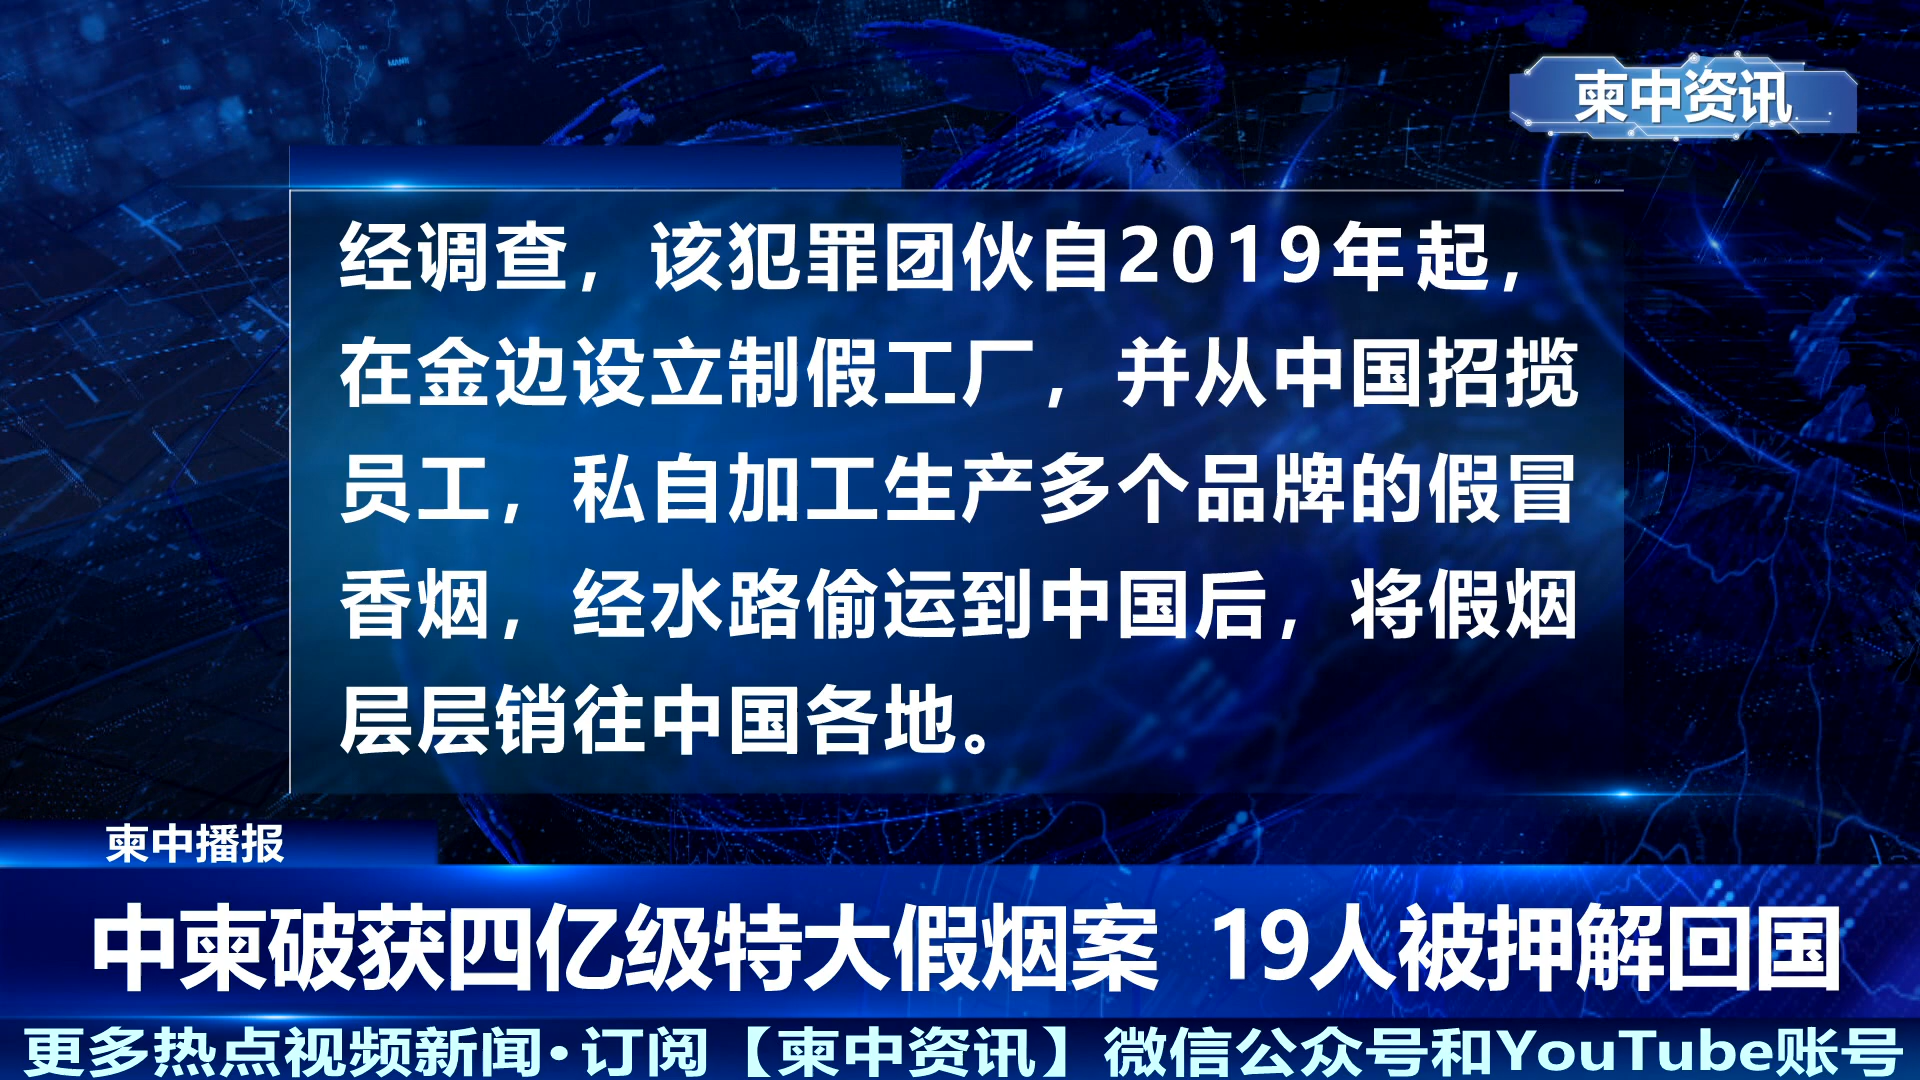 柬中资讯
经调查，该犯罪团伙自2019年起，
在金边设立制假工厂，并从中国招揽
员工，私自加工生产多个品牌的假冒
香烟，经水路偷运到中国后，将假烟
层层销往中国各地。
柬中播报
中柬破获四亿级特大假烟案 19人被押解回国
更多热点视频新闻·订阅【柬中资讯】微信公众号和YouTube账号